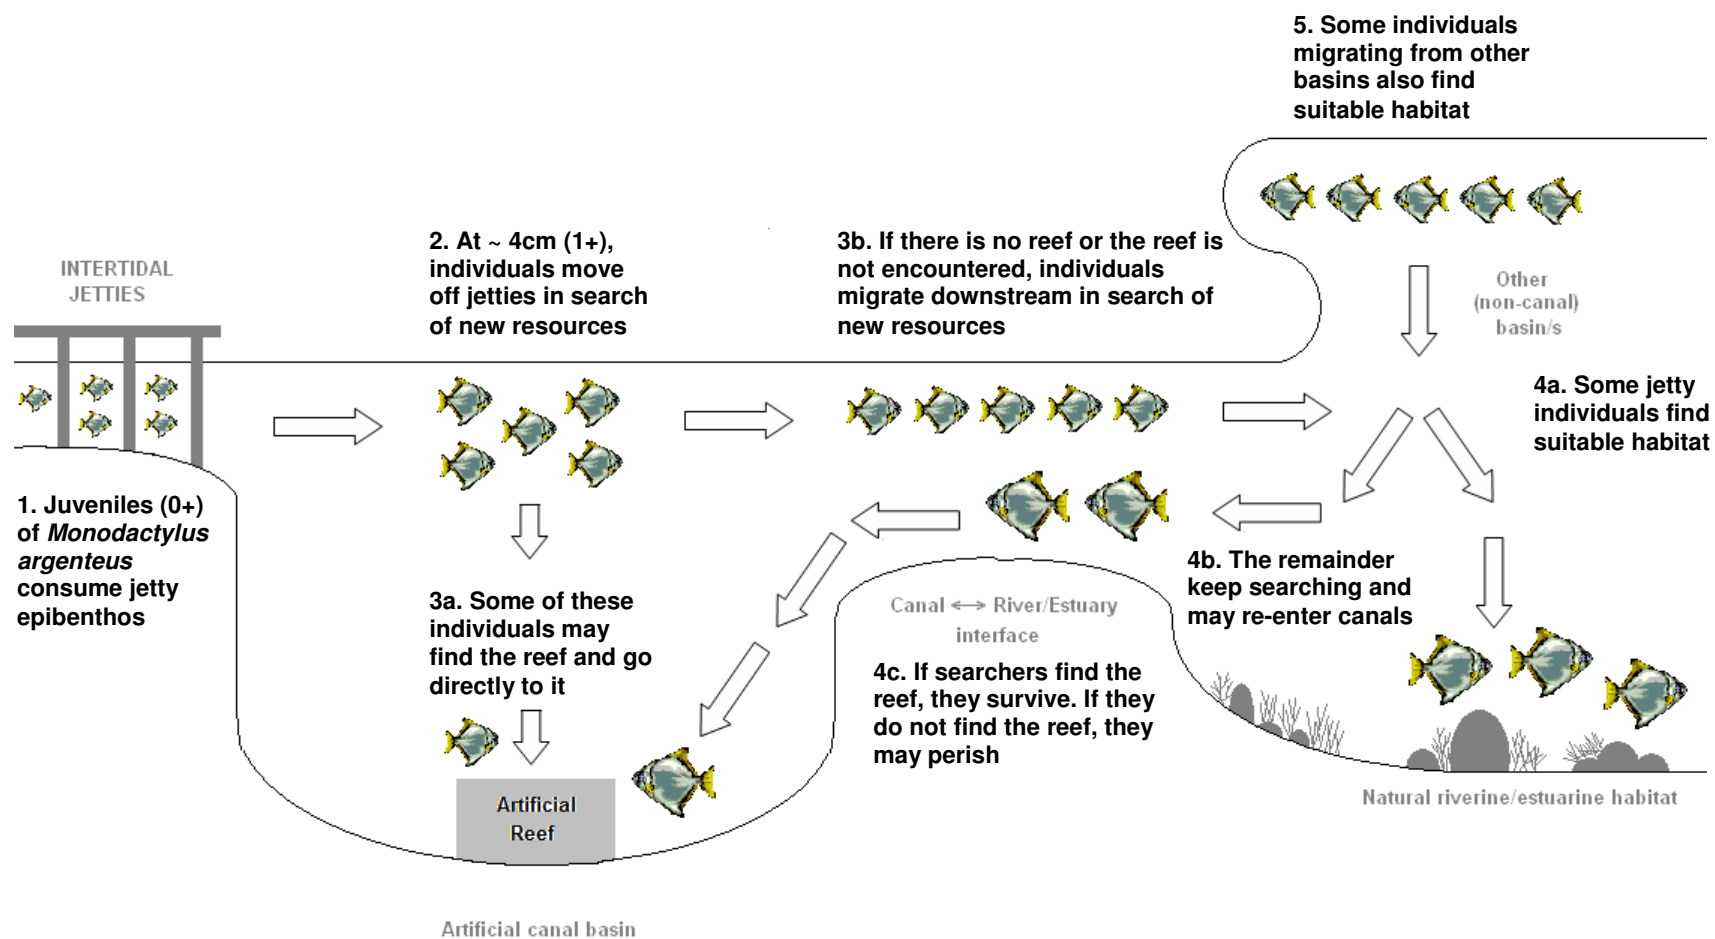 5. Some individuals
migrating from other
basins also find
suitable habitat
INTERTIDAL
JETTIES
2. At ~ 4cm (1+),
individuals move
off jetties in search
of new resources
3b. If there is no reef or the reef is
not encountered, individuals
migrate downstream in search of
new resources
Other
(non-canal)
basin/s
4a. Some jetty
individuals find
suitable habitat
1. Juveniles (0+)
of Monodactylus
argenteus
consume jetty
epibenthos
3a. Some of these
individuals may
find the reef and go
directly to it
4b. The remainder
keep searching and
may re-enter canals
Canal ⟷ River/Estuary
interface
4c. If searchers find the
reef, they survive. If they
do not find the reef, they
may perish
Artificial
Reef
Natural riverine/estuarine habitat
Artificial canal basin